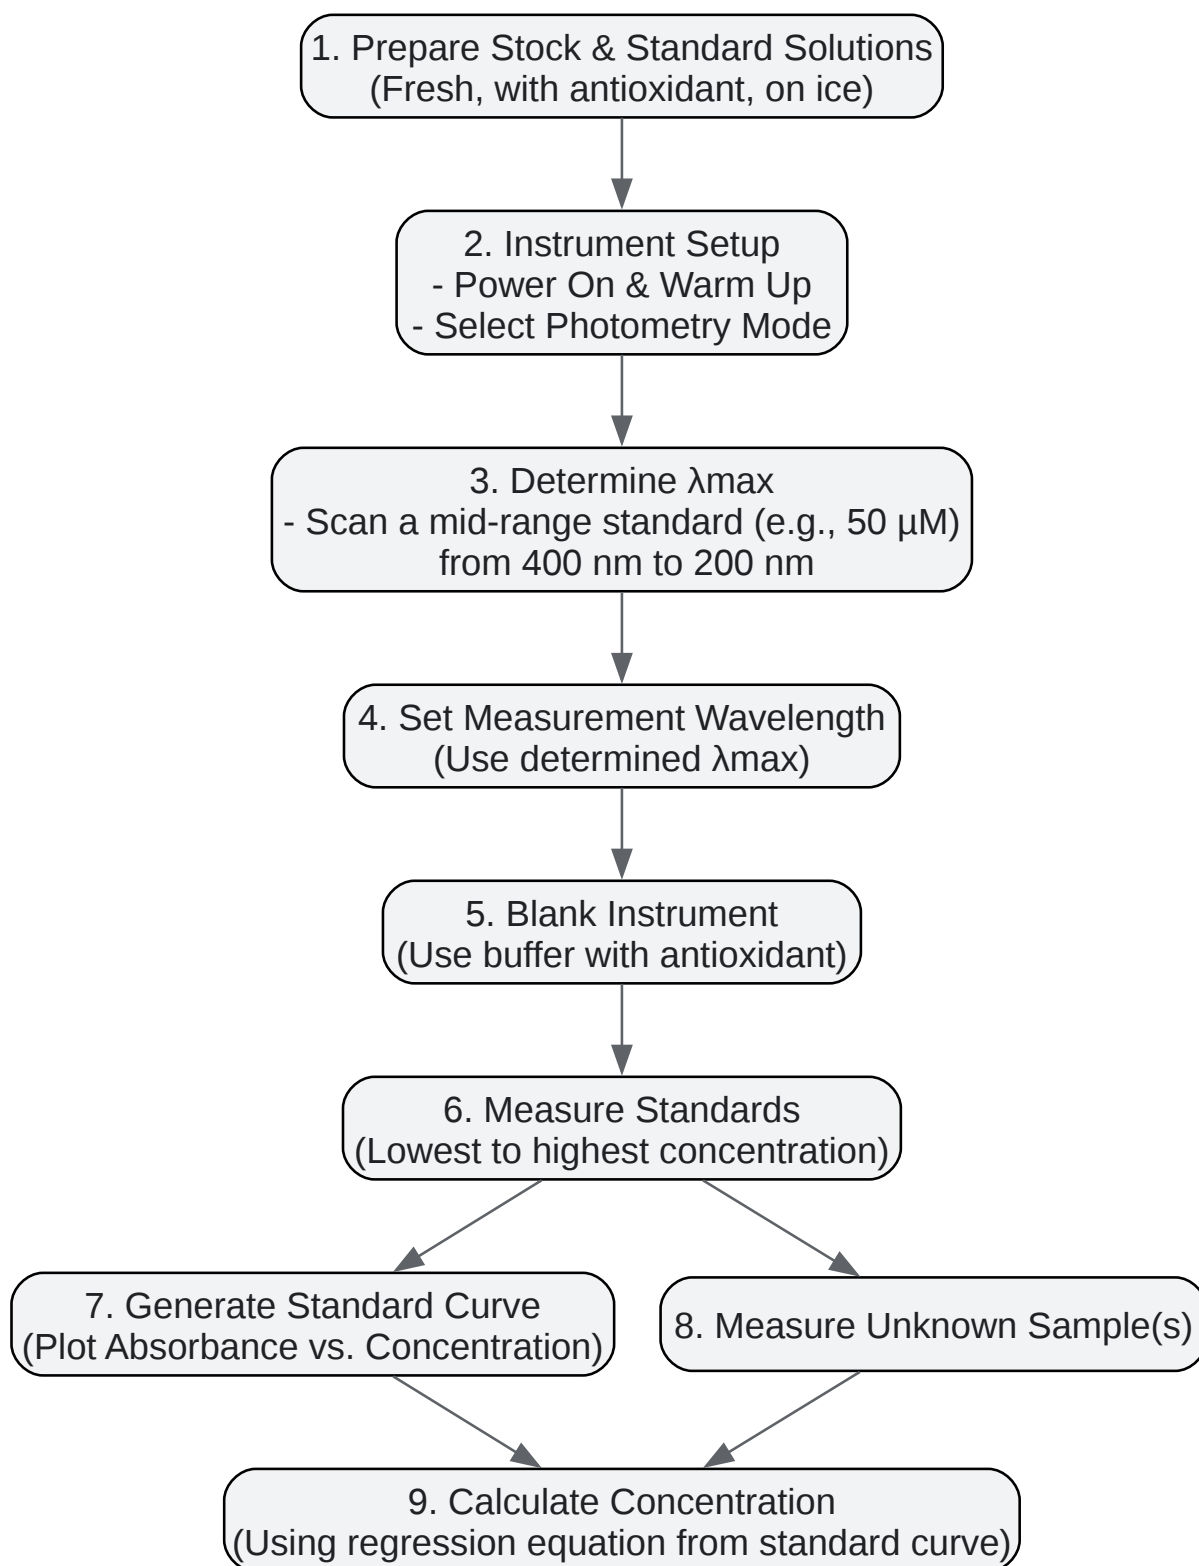 1. Prepare Stock & Standard Solutions
(Fresh, with antioxidant, on ice)
2. Instrument Setup
- Power On & Warm Up
- Select Photometry Mode
3. Determine λmax
- Scan a mid-range standard (e.g., 50 µM)
from 400 nm to 200 nm
4. Set Measurement Wavelength
(Use determined λmax)
5. Blank Instrument
(Use buffer with antioxidant)
6. Measure Standards
(Lowest to highest concentration)
7. Generate Standard Curve
(Plot Absorbance vs. Concentration)
8. Measure Unknown Sample(s)
9. Calculate Concentration
(Using regression equation from standard curve)